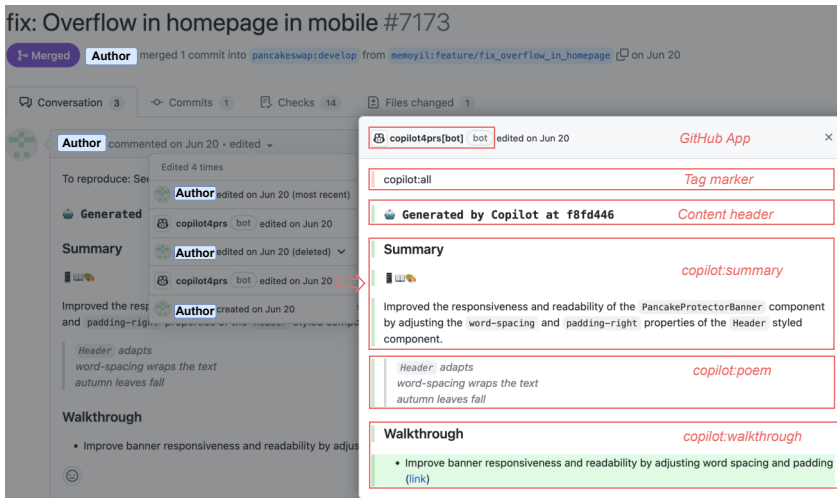 fix: Overflow in homepage in mobile #7173
Merged Author merged 1 commit into pancakeswap:develop from memoyil:feature/fix_overflow_in_homepage on Jun 20
Conversation 3 Commits 1 Checks 14 Files changed 1
Author commented on Jun 20 • edited
To reproduce: See
Generated
Summary
Improved the resp
and padding-righ
Header adapts
word-spacing wraps the text
autumn leaves fall
Walkthrough
• Improve banner responsiveness and readability by adjus
Edited 4 times
Author edited on Jun 20 (most recent)
copilot4prs bot edited on Jun 20
Author edited on Jun 20 (deleted)
copilot4prs bot edited on Jun 20
Author created on Jun 20
copilot4prs[bot] bot edited on Jun 20 GitHub App ×
copilot:all Tag marker
Generated by Copilot at f8fd446 Content header
Summary
copilot:summary
Improved the responsiveness and readability of the PancakeProtectorBanner component
by adjusting the word-spacing and padding-right properties of the Header styled
component.
Header adapts
word-spacing wraps the text copilot:poem
autumn leaves fall
Walkthrough copilot:walkthrough
• Improve banner responsiveness and readability by adjusting word spacing and padding
(link)